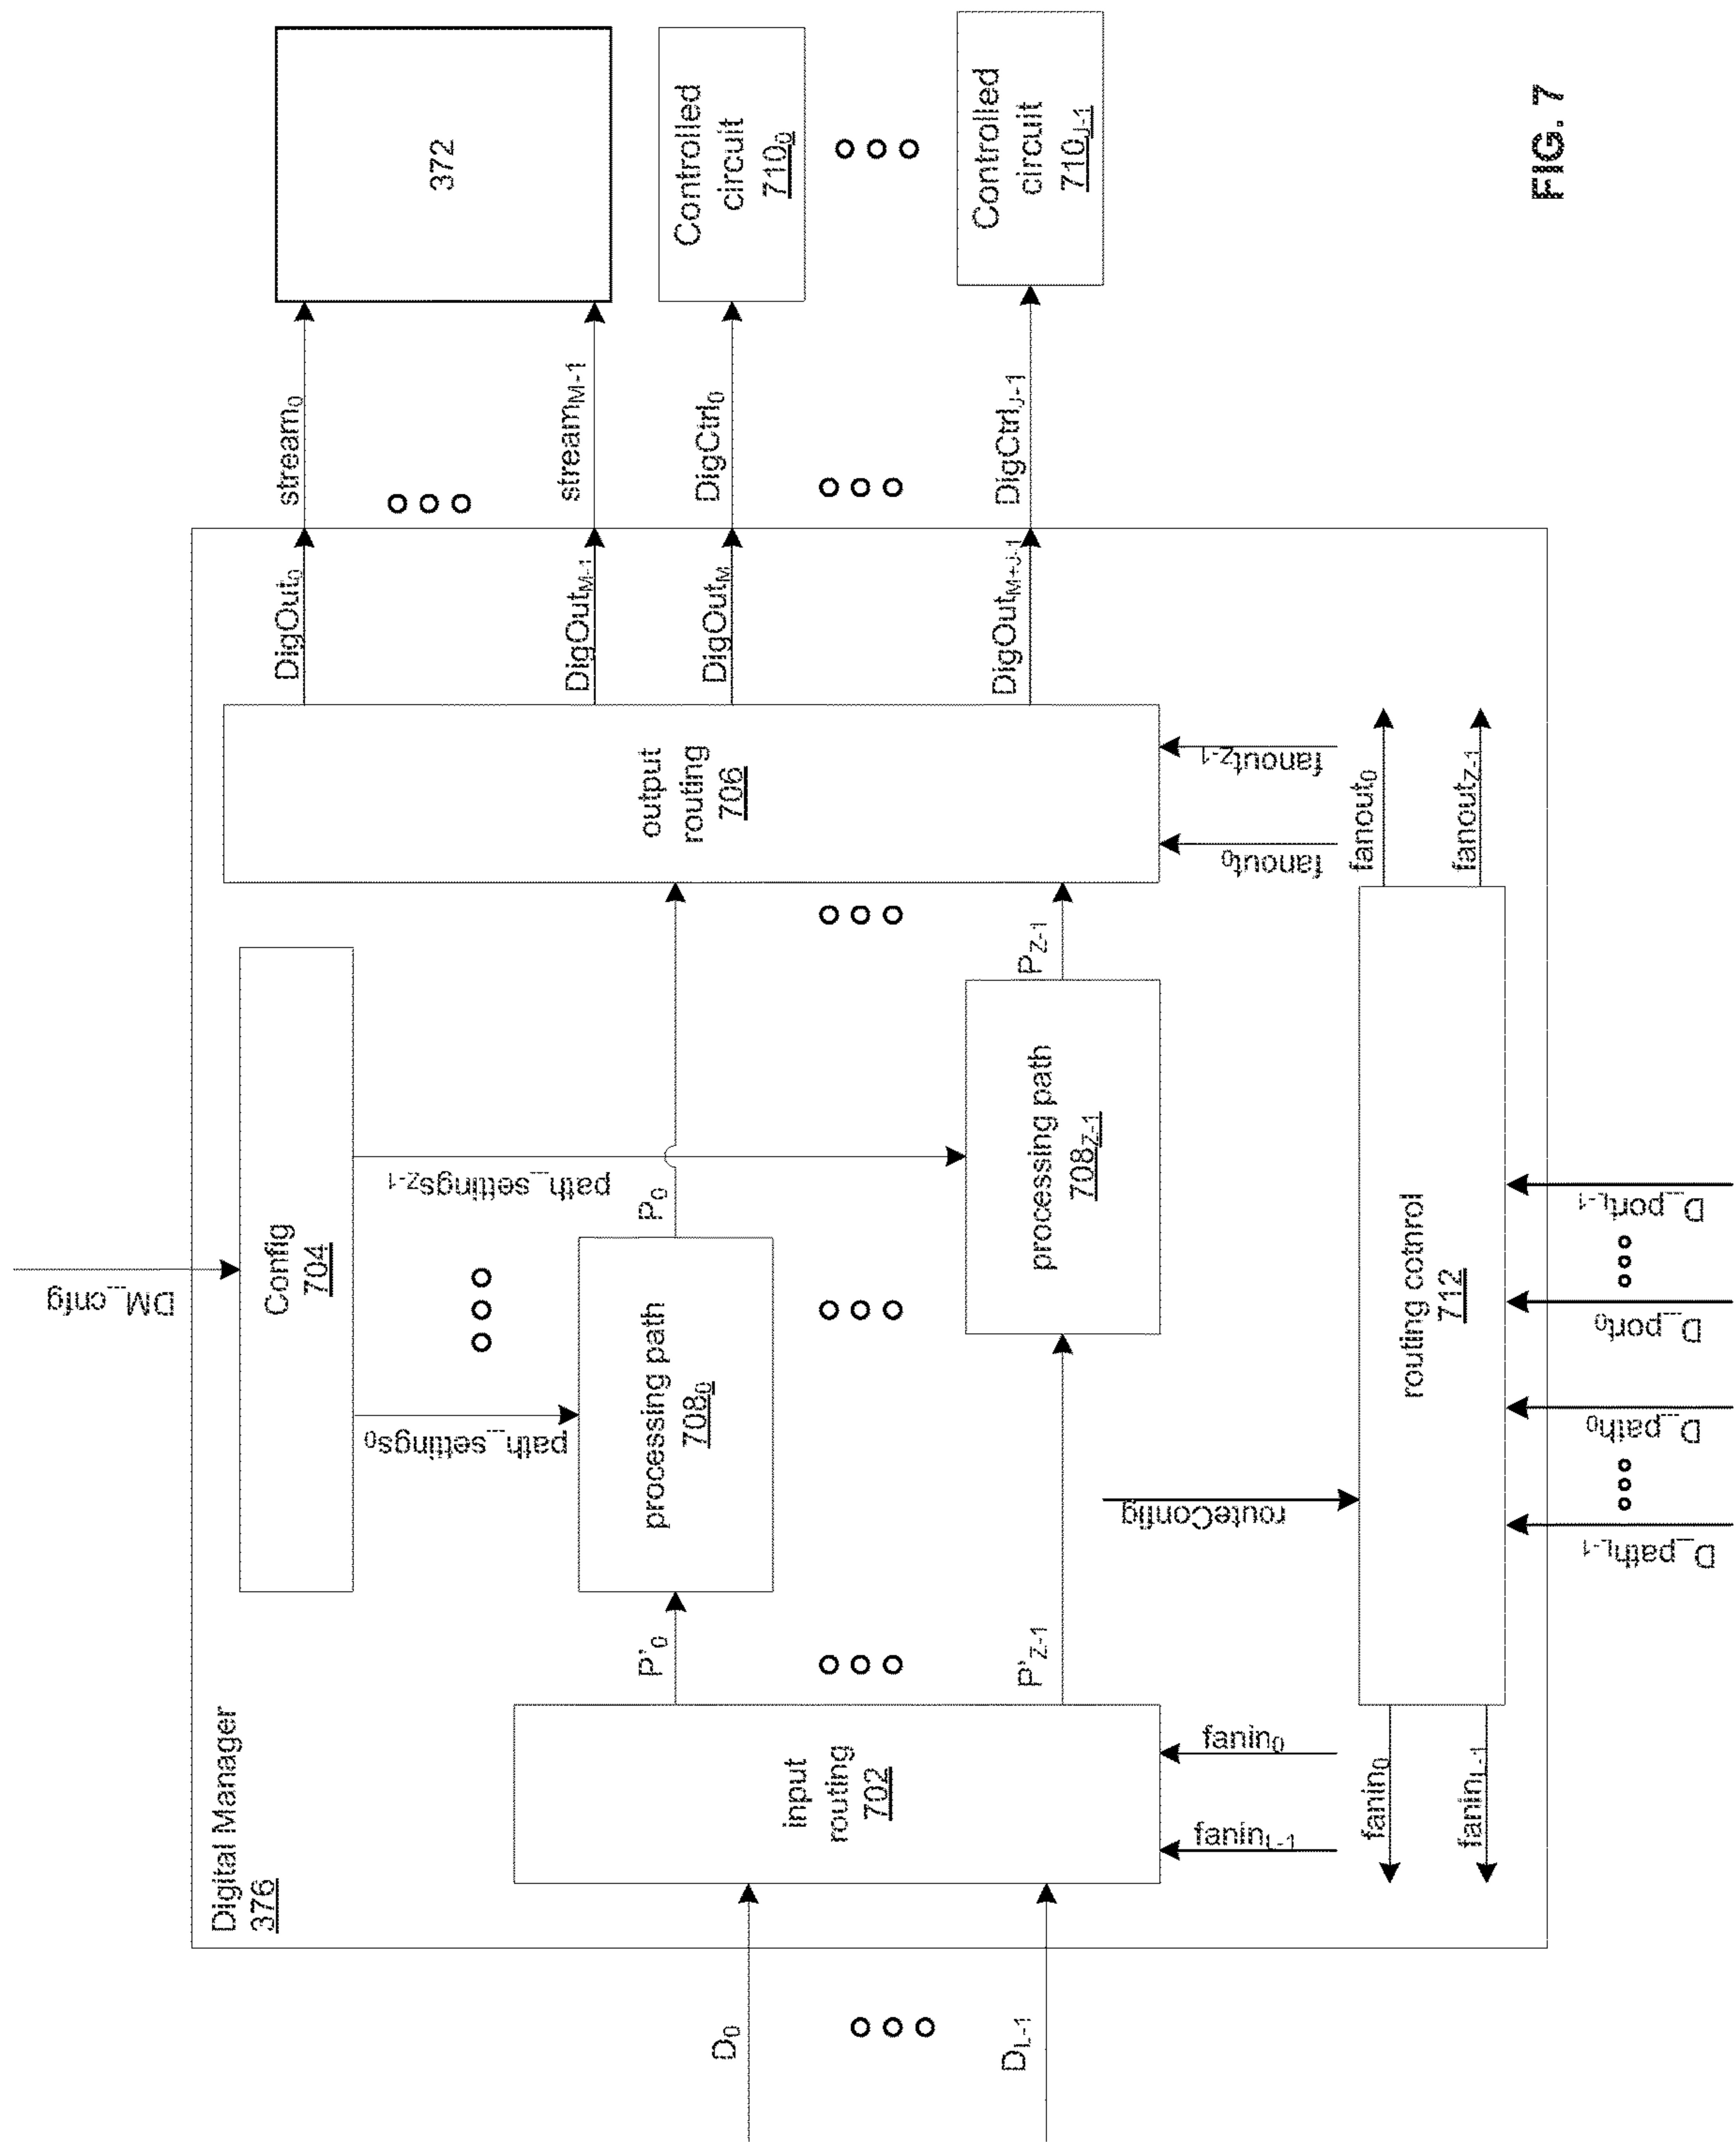 Digital Manager
376
DM_cnfg
Config
704
path_settings0
path_settingsZ-1
D0
DL-1
input
routing
702
P'0
P'Z-1
processing path
7080
P0
processing path
708Z-1
PZ-1
output
routing
706
DigOut0
DigOutM-1
DigOutM
DigOutM+J-1
stream0
streamM-1
DigCtrl0
DigCtrlJ-1
372
Controlled
circuit
7100
Controlled
circuit
710J-1
faninL-1
fanin0
fanout0
fanoutZ-1
routeConfig
routing cotnrol
712
fanin0
faninL-1
fanout0
fanoutZ-1
D_pathL-1
D_path0
D_port0
D_portL-1
FIG. 7